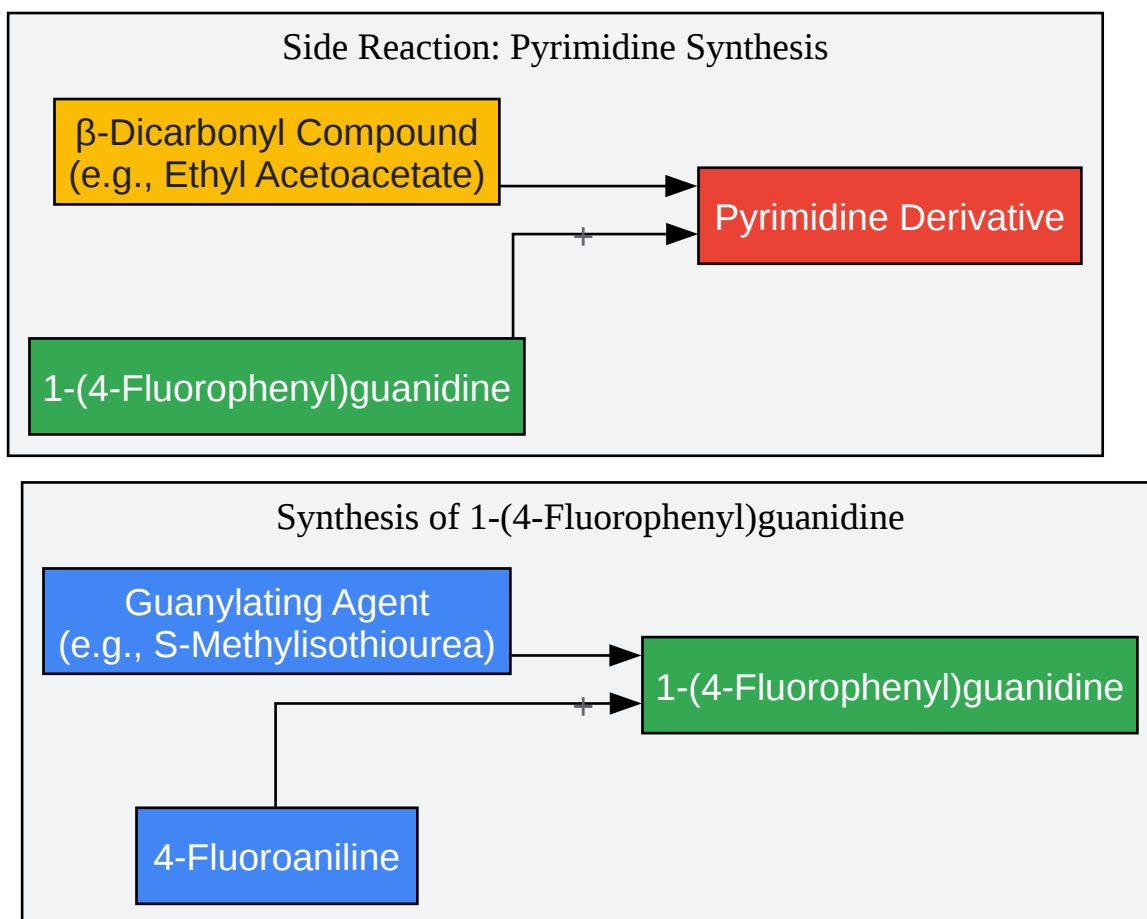 Side Reaction: Pyrimidine Synthesis
β-Dicarbonyl Compound
(e.g., Ethyl Acetoacetate)
Pyrimidine Derivative
+
1-(4-Fluorophenyl)guanidine
Synthesis of 1-(4-Fluorophenyl)guanidine
Guanylating Agent
(e.g., S-Methylisothiourea)
1-(4-Fluorophenyl)guanidine
+
4-Fluoroaniline